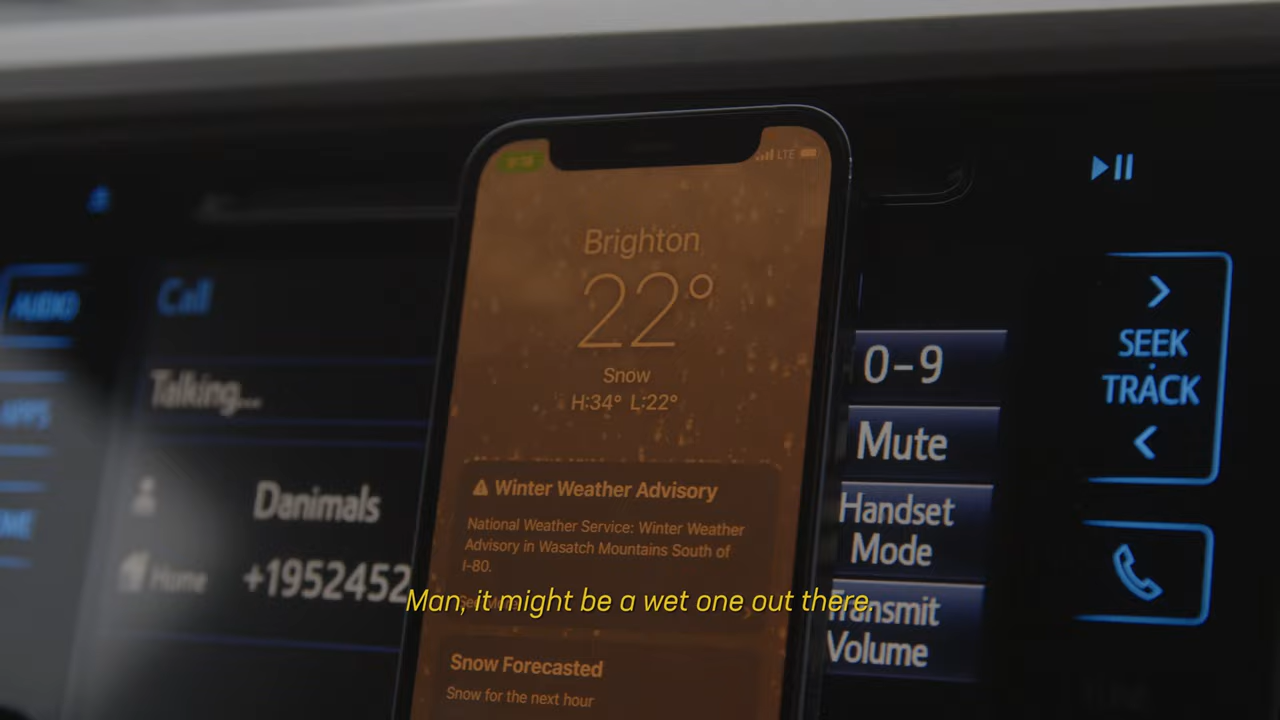 AUDIO
APPS
Call
Talking...
Danimals
Home
+1952452
LTE
Brighton
22°
Snow
H:34° L:22°
Winter Weather Advisory
National Weather Service: Winter Weather
Advisory in Wasatch Mountains South of
I-80.
Man, it might be a wet one out there.
Snow Forecasted
Snow for the next hour
0-9
Mute
Handset
Mode
Transmit
Volume
SEEK
TRACK